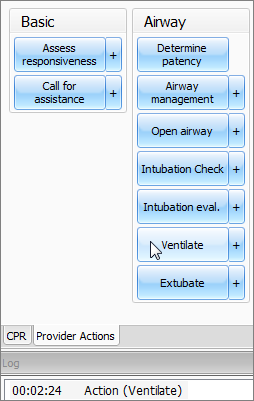 Basic
Assess
responsiveness +
Call for
assistance +
Airway
Determine
patency
Airway
management +
Open airway +
Intubation Check +
Intubation eval. +
Ventilate +
Extubate +
CPR Provider Actions
Log
00:02:24 Action (Ventilate)